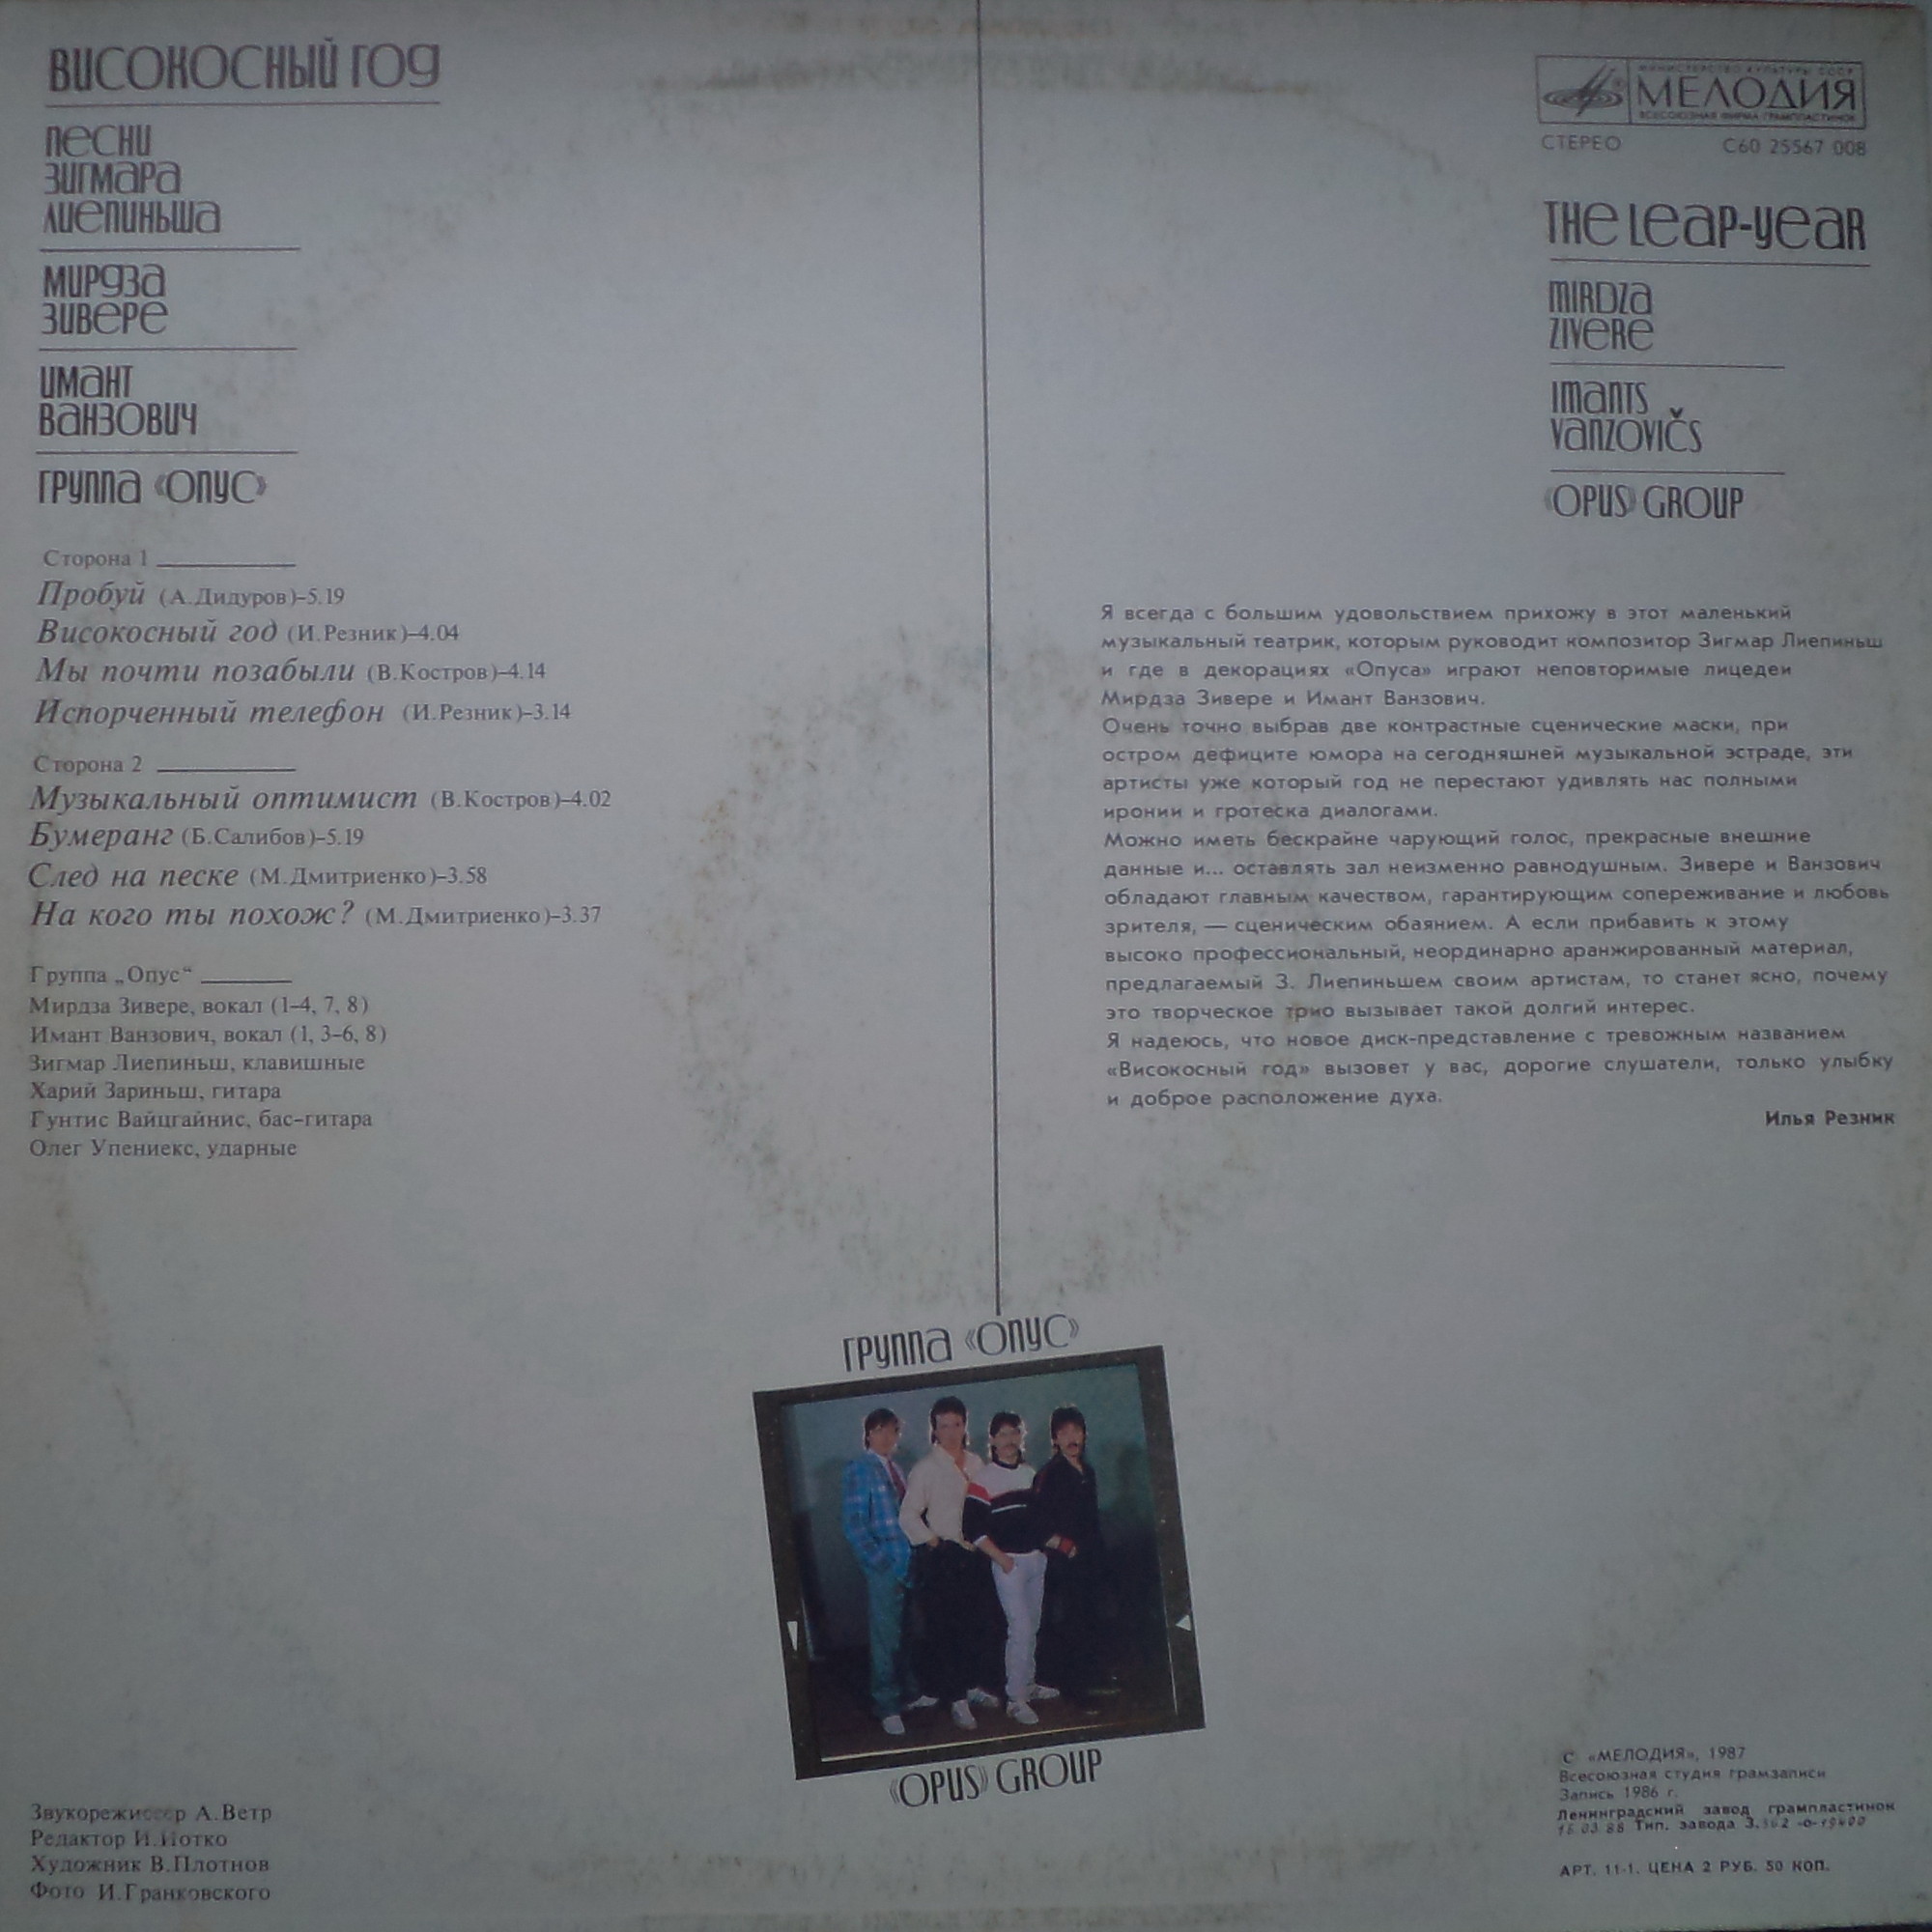 Високосный год
Песни
Зигмара
Лиепиньша
Мирдза
Зивере
Имант
Ванзович
Группа «Опус»
Сторона 1
Пробуй (А.Дидуров)–5.19
Високосный год (И.Резник)–4.04
Мы почти позабыли (В.Костров)–4.14
Испорченный телефон (И.Резник)–3.14
Сторона 2
Музыкальный оптимист (В.Костров)–4.02
Бумеранг (Б.Салибов)–5.19
След на песке (М.Дмитриенко)–3.58
На кого ты похож? (М.Дмитриенко)–3.37
Группа „Опус“
Мирдза Зивере, вокал (1–4, 7, 8)
Имант Ванзович, вокал (1, 3–6, 8)
Зигмар Лиепиньш, клавишные
Харий Зариньш, гитара
Гунтис Вайцгайнис, бас-гитара
Олег Упениекс, ударные
Звукорежиссер А.Ветр
Редактор И.Йотко
Художник В.Плотнов
Фото И.Гранковского
Группа «Опус»
«Opus» Group
МИНИСТЕРСТВО КУЛЬТУРЫ СССР
МЕЛОДИЯ
ВСЕСОЮЗНАЯ ФИРМА ГРАМПЛАСТИНОК
СТЕРЕО С60 25567 008
The Leap-Year
Mirdza
Zivere
Imants
Vanzovičs
«Opus» Group
Я всегда с большим удовольствием прихожу в этот маленький
музыкальный театрик, которым руководит композитор Зигмар Лиепиньш
и где в декорациях «Опуса» играют неповторимые лицедеи
Мирдза Зивере и Имант Ванзович.
Очень точно выбрав две контрастные сценические маски, при
остром дефиците юмора на сегодняшней музыкальной эстраде, эти
артисты уже который год не перестают удивлять нас полными
иронии и гротеска диалогами.
Можно иметь бескрайне чарующий голос, прекрасные внешние
данные и... оставлять зал неизменно равнодушным. Зивере и Ванзович
обладают главным качеством, гарантирующим сопереживание и любовь
зрителя, — сценическим обаянием. А если прибавить к этому
высоко профессиональный, неординарно аранжированный материал,
предлагаемый З. Лиепиньшем своим артистам, то станет ясно, почему
это творческое трио вызывает такой долгий интерес.
Я надеюсь, что новое диск-представление с тревожным названием
«Високосный год» вызовет у вас, дорогие слушатели, только улыбку
и доброе расположение духа.
Илья Резник
© «МЕЛОДИЯ», 1987
Всесоюзная студия грамзаписи
Запись 1986 г.
Ленинградский завод грампластинок
Тип. завода
АРТ. 11-1. ЦЕНА 2 РУБ. 50 КОП.